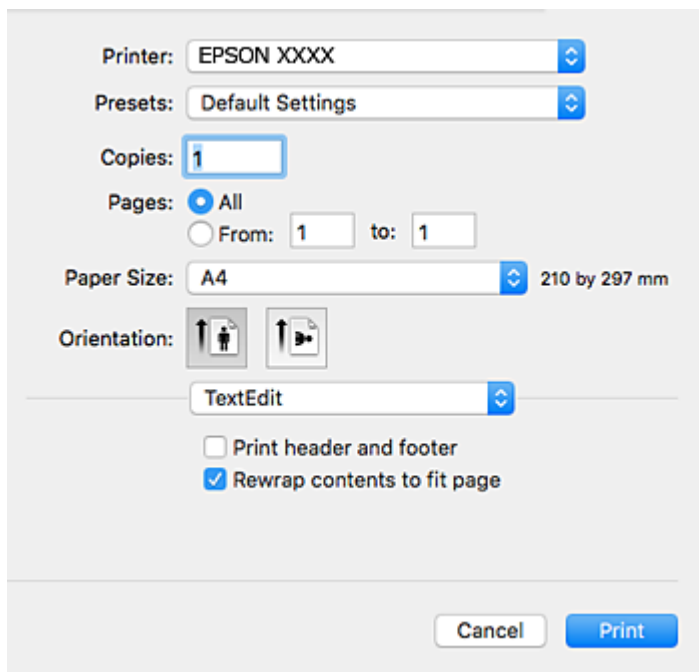 Printer: EPSON XXXX
Presets: Default Settings
Copies: 1
Pages: All
From: 1 to: 1
Paper Size: A4 210 by 297 mm
Orientation:
TextEdit
Print header and footer
Rewrap contents to fit page
Cancel Print